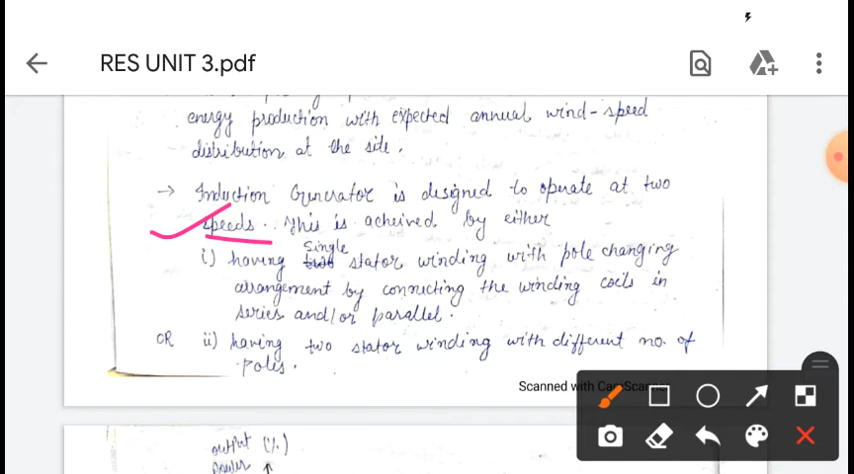 RES UNIT 3.pdf
energy production with expected annual wind-speed
distribution at the site.
→ Induction Generator is designed to operate at two
speeds. This is acheived by either
i) having single stator winding with pole changing
arrangement by connecting the winding coils in
series and/or parallel.
OR ii) having two stator winding with different no. of
poles.
Scanned with CamScanner
output (%)
Power ↑